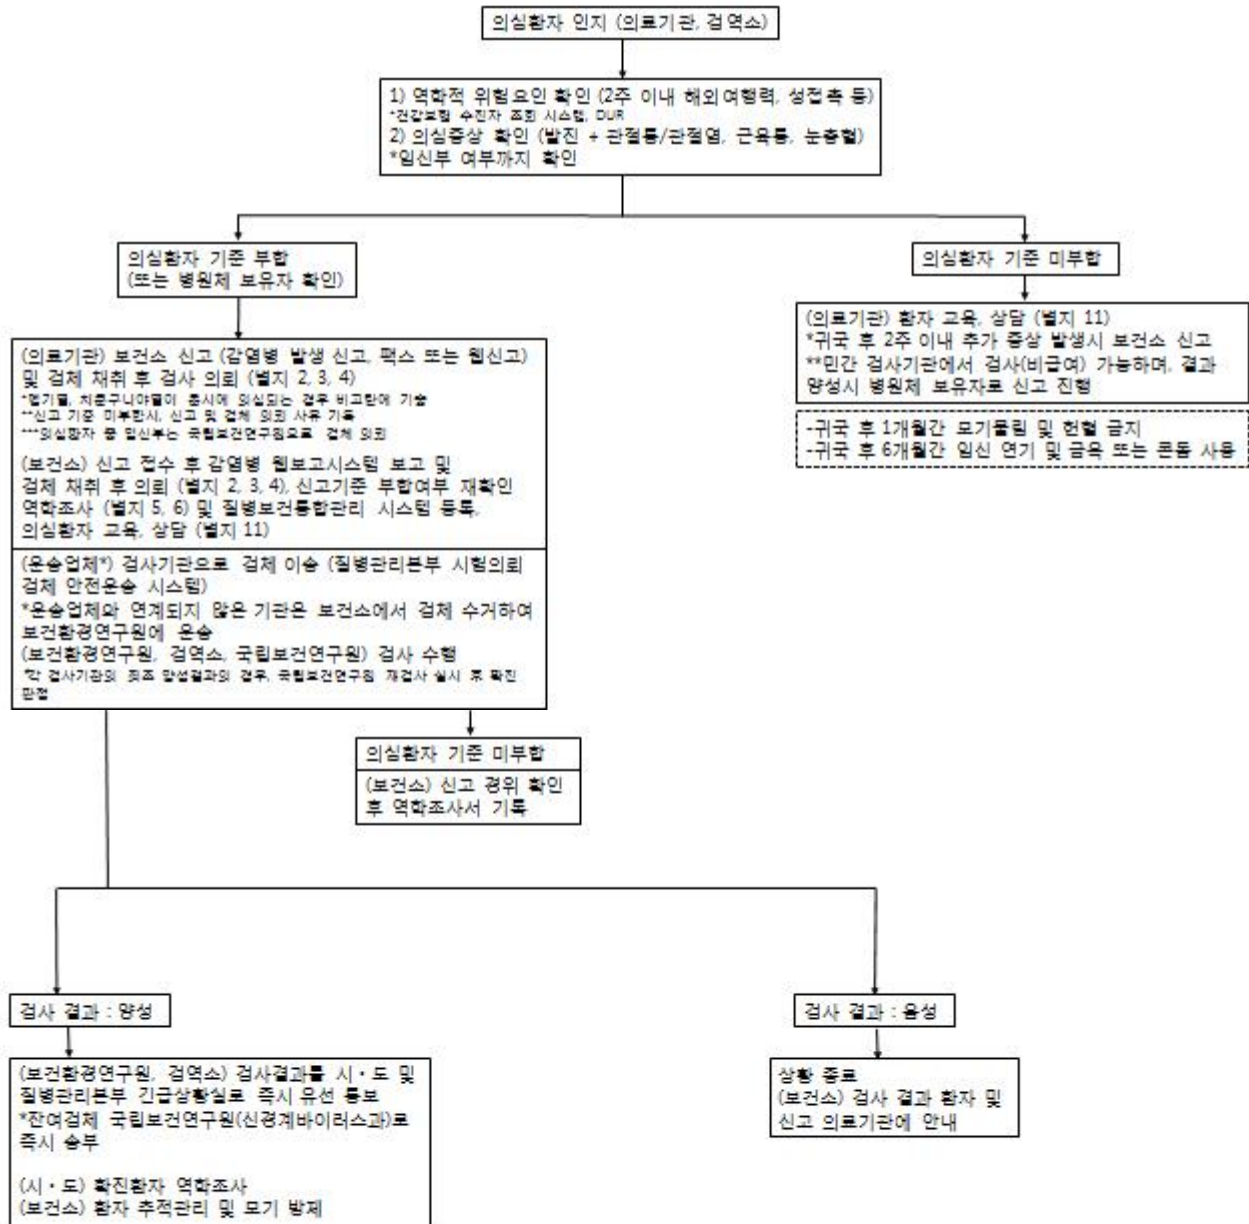 의심환자 인지 (의료기관, 검역소)
1) 역학적 위험요인 확인 (2주 이내 해외여행력, 성접촉 등)
*건강보험 수진자 조회 시스템, DUR
2) 의심증상 확인 (발진 + 관절통/관절염, 근육통, 눈충혈)
*임신부 여부까지 확인
의심환자 기준 부합
(또는 병원체 보유자 확인)
의심환자 기준 미부합
(의료기관) 보건소 신고 (감염병 발생 신고, 팩스 또는 웹신고)
및 검체 채취 후 검사 의뢰 (별지 2, 3, 4)
*뎅기열, 치쿤구니야열이 동시에 의심되는 경우 비고란에 기술
**신고 기준 미부합시, 신고 및 검체 의뢰 사유 기록
***의심환자 중 임신부는 국립보건연구원으로 검체 의뢰
(보건소) 신고 접수 후 감염병 웹보고시스템 보고 및
검체 채취 후 의뢰 (별지 2, 3, 4), 신고기준 부합여부 재확인
역학조사 (별지 5, 6) 및 질병보건통합관리 시스템 등록,
의심환자 교육, 상담 (별지 11)
(운송업체*) 검사기관으로 검체 이송 (질병관리본부 시험의뢰
검체 안전운송 시스템)
*운송업체와 연계되지 않은 기관은 보건소에서 검체 수거하여
보건환경연구원에 운송
(보건환경연구원, 검역소, 국립보건연구원) 검사 수행
*각 검사기관의 최초 양성결과의 경우, 국립보건연구원 재검사 실시 후 확진
판정
(의료기관) 환자 교육, 상담 (별지 11)
*귀국 후 2주 이내 추가 증상 발생시 보건소 신고
**민간 검사기관에서 검사(비급여) 가능하며, 결과
양성시 병원체 보유자로 신고 진행
-귀국 후 1개월간 모기물림 및 헌혈 금지
-귀국 후 6개월간 임신 연기 및 금욕 또는 콘돔 사용
의심환자 기준 미부합
(보건소) 신고 경위 확인
후 역학조사서 기록
검사 결과 : 양성
검사 결과 : 음성
(보건환경연구원, 검역소) 검사결과를 시・도 및
질병관리본부 긴급상황실로 즉시 유선 통보
*잔여검체 국립보건연구원(신경계바이러스과)로
즉시 송부
(시・도) 확진환자 역학조사
(보건소) 환자 추적관리 및 모기 방제
상황 종료
(보건소) 검사 결과 환자 및
신고 의료기관에 안내